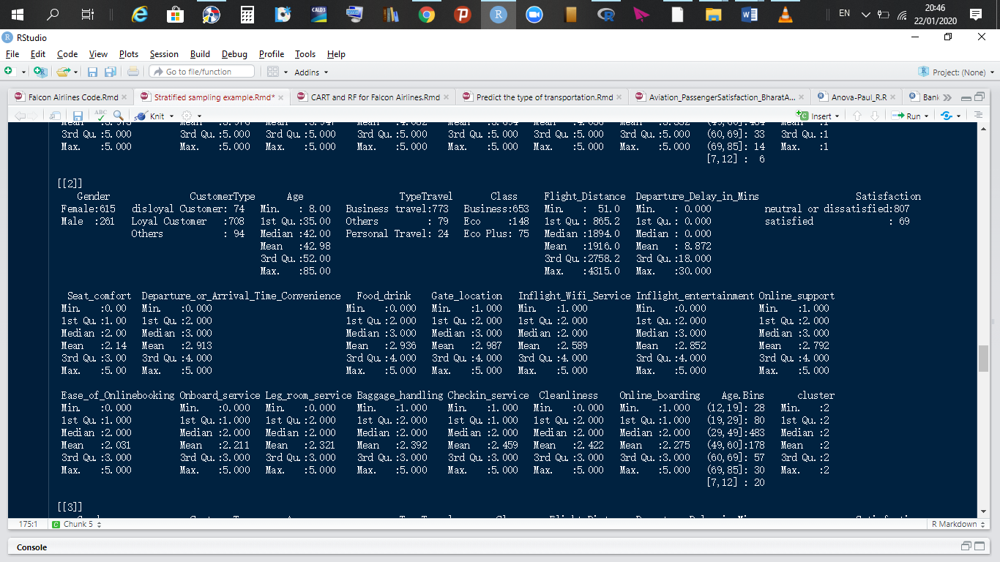 EN 20:46
22/01/2020
RStudio
File Edit Code View Plots Session Build Debug Profile Tools Help
Go to file/function Addins Project: (None)
Falcon Airlines Code.Rmd Stratified sampling example.Rmd* CART and RF for Falcon Airlines.Rmd Predict the type of transportation.Rmd Aviation_PassengerSatisfaction_BharatA... Anova-Paul_R.R Bank
ABC Knit Insert Run
3rd Qu.:5.000 3rd Qu.:5.000 3rd Qu.:5.000 3rd Qu.:5.000 3rd Qu.:5.000 3rd Qu.:5.000 3rd Qu.:5.000 (60,69]: 33 3rd Qu.:1
Max. :5.000 Max. :5.000 Max. :5.000 Max. :5.000 Max. :5.000 Max. :5.000 Max. :5.000 (69,85]: 14 Max. :1
[7,12] : 6
[[2]]
Gender CustomerType Age TypeTravel Class Flight_Distance Departure_Delay_in_Mins Satisfaction
Female:615 disloyal Customer: 74 Min. : 8.00 Business travel:773 Business:653 Min. : 51.0 Min. : 0.000 neutral or dissatisfied:807
Male :261 Loyal Customer :708 1st Qu.:35.00 Others : 79 Eco :148 1st Qu.: 865.2 1st Qu.: 0.000 satisfied : 69
Others : 94 Median :42.00 Personal Travel: 24 Eco Plus: 75 Median :1894.0 Median : 0.000
Mean :42.98 Mean :1916.0 Mean : 8.872
3rd Qu.:52.00 3rd Qu.:2758.2 3rd Qu.:18.000
Max. :85.00 Max. :4315.0 Max. :30.000
Seat_comfort Departure_or_Arrival_Time_Convenience Food_drink Gate_location Inflight_Wifi_Service Inflight_entertainment Online_support
Min. :0.00 Min. :0.000 Min. :0.000 Min. :1.000 Min. :1.000 Min. :0.000 Min. :1.000
1st Qu.:1.00 1st Qu.:2.000 1st Qu.:2.000 1st Qu.:2.000 1st Qu.:2.000 1st Qu.:2.000 1st Qu.:2.000
Median :2.00 Median :3.000 Median :3.000 Median :3.000 Median :2.000 Median :3.000 Median :3.000
Mean :2.14 Mean :2.913 Mean :2.936 Mean :2.987 Mean :2.589 Mean :2.852 Mean :2.792
3rd Qu.:3.00 3rd Qu.:4.000 3rd Qu.:4.000 3rd Qu.:4.000 3rd Qu.:4.000 3rd Qu.:4.000 3rd Qu.:4.000
Max. :5.00 Max. :5.000 Max. :5.000 Max. :5.000 Max. :5.000 Max. :5.000 Max. :5.000
Ease_of_Onlinebooking Onboard_service Leg_room_service Baggage_handling Checkin_service Cleanliness Online_boarding Age.Bins cluster
Min. :0.000 Min. :0.000 Min. :0.000 Min. :1.000 Min. :1.000 Min. :0.000 Min. :1.000 (12,19]: 28 Min. :2
1st Qu.:1.000 1st Qu.:1.000 1st Qu.:2.000 1st Qu.:2.000 1st Qu.:1.000 1st Qu.:2.000 1st Qu.:1.000 (19,29]: 80 1st Qu.:2
Median :2.000 Median :2.000 Median :2.000 Median :2.000 Median :2.000 Median :2.000 Median :2.000 (29,49]:483 Median :2
Mean :2.031 Mean :2.211 Mean :2.321 Mean :2.392 Mean :2.459 Mean :2.422 Mean :2.275 (49,60]:178 Mean :2
3rd Qu.:3.000 3rd Qu.:3.000 3rd Qu.:3.000 3rd Qu.:3.000 3rd Qu.:3.000 3rd Qu.:3.000 3rd Qu.:3.000 (60,69]: 57 3rd Qu.:2
Max. :5.000 Max. :5.000 Max. :5.000 Max. :5.000 Max. :5.000 Max. :5.000 Max. :5.000 (69,85]: 30 Max. :2
[7,12] : 20
[[3]]
175:1 Chunk 5 R Markdown
Console